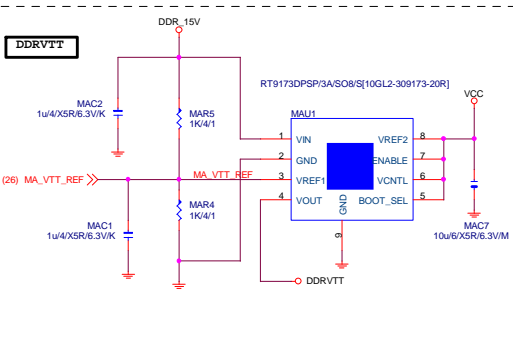 DDR_15V
DDRVTT
RT9173DPSP/3A/SO8/S[10GL2-309173-20R]
VCC
MAC2
1u/4/X5R/6.3V/K
MAR5
1K/4/1
MAU1
1 VIN VREF2 8
2 GND ENABLE 7
(26) MA_VTT_REF MA_VTT_REF 3 VREF1 VCNTL 6
4 VOUT BOOT_SEL 5
GND
9
MAR4
1K/4/1
MAC1
1u/4/X5R/6.3V/K
MAC7
10u/6/X5R/6.3V/M
DDRVTT